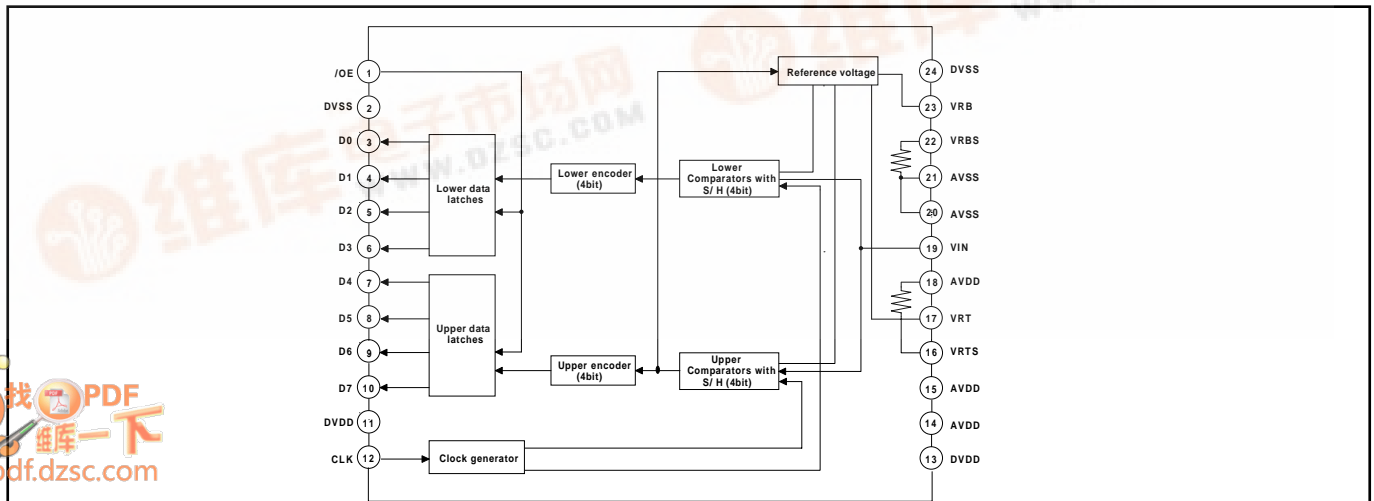 维库电子市场网
WWW.DZSC.COM
/OE 1
DVSS 2
D0 3
D1 4
D2 5
D3 6
D4 7
D5 8
D6 9
D7 10
DVDD 11
CLK 12
Lower data
latches
Upper data
latches
Clock generator
Lower encoder
(4bit)
Upper encoder
(4bit)
Reference voltage
Lower
Comparators with
S/ H (4bit)
Upper
Comparators with
S/ H (4bit)
24 DVSS
23 VRB
22 VRBS
21 AVSS
20 AVSS
19 VIN
18 AVDD
17 VRT
16 VRTS
15 AVDD
14 AVDD
13 DVDD
找 PDF
维库一下
df.dzsc.com